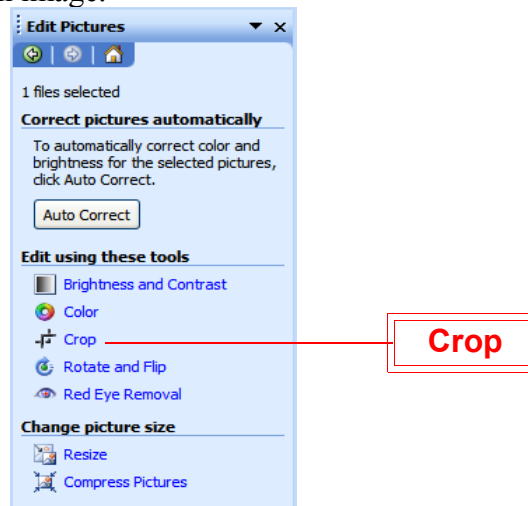 image.
Edit Pictures
1 files selected
Correct pictures automatically
To automatically correct color and
brightness for the selected pictures,
click Auto Correct.
Auto Correct
Edit using these tools
Brightness and Contrast
Color
Crop
Crop
Rotate and Flip
Red Eye Removal
Change picture size
Resize
Compress Pictures